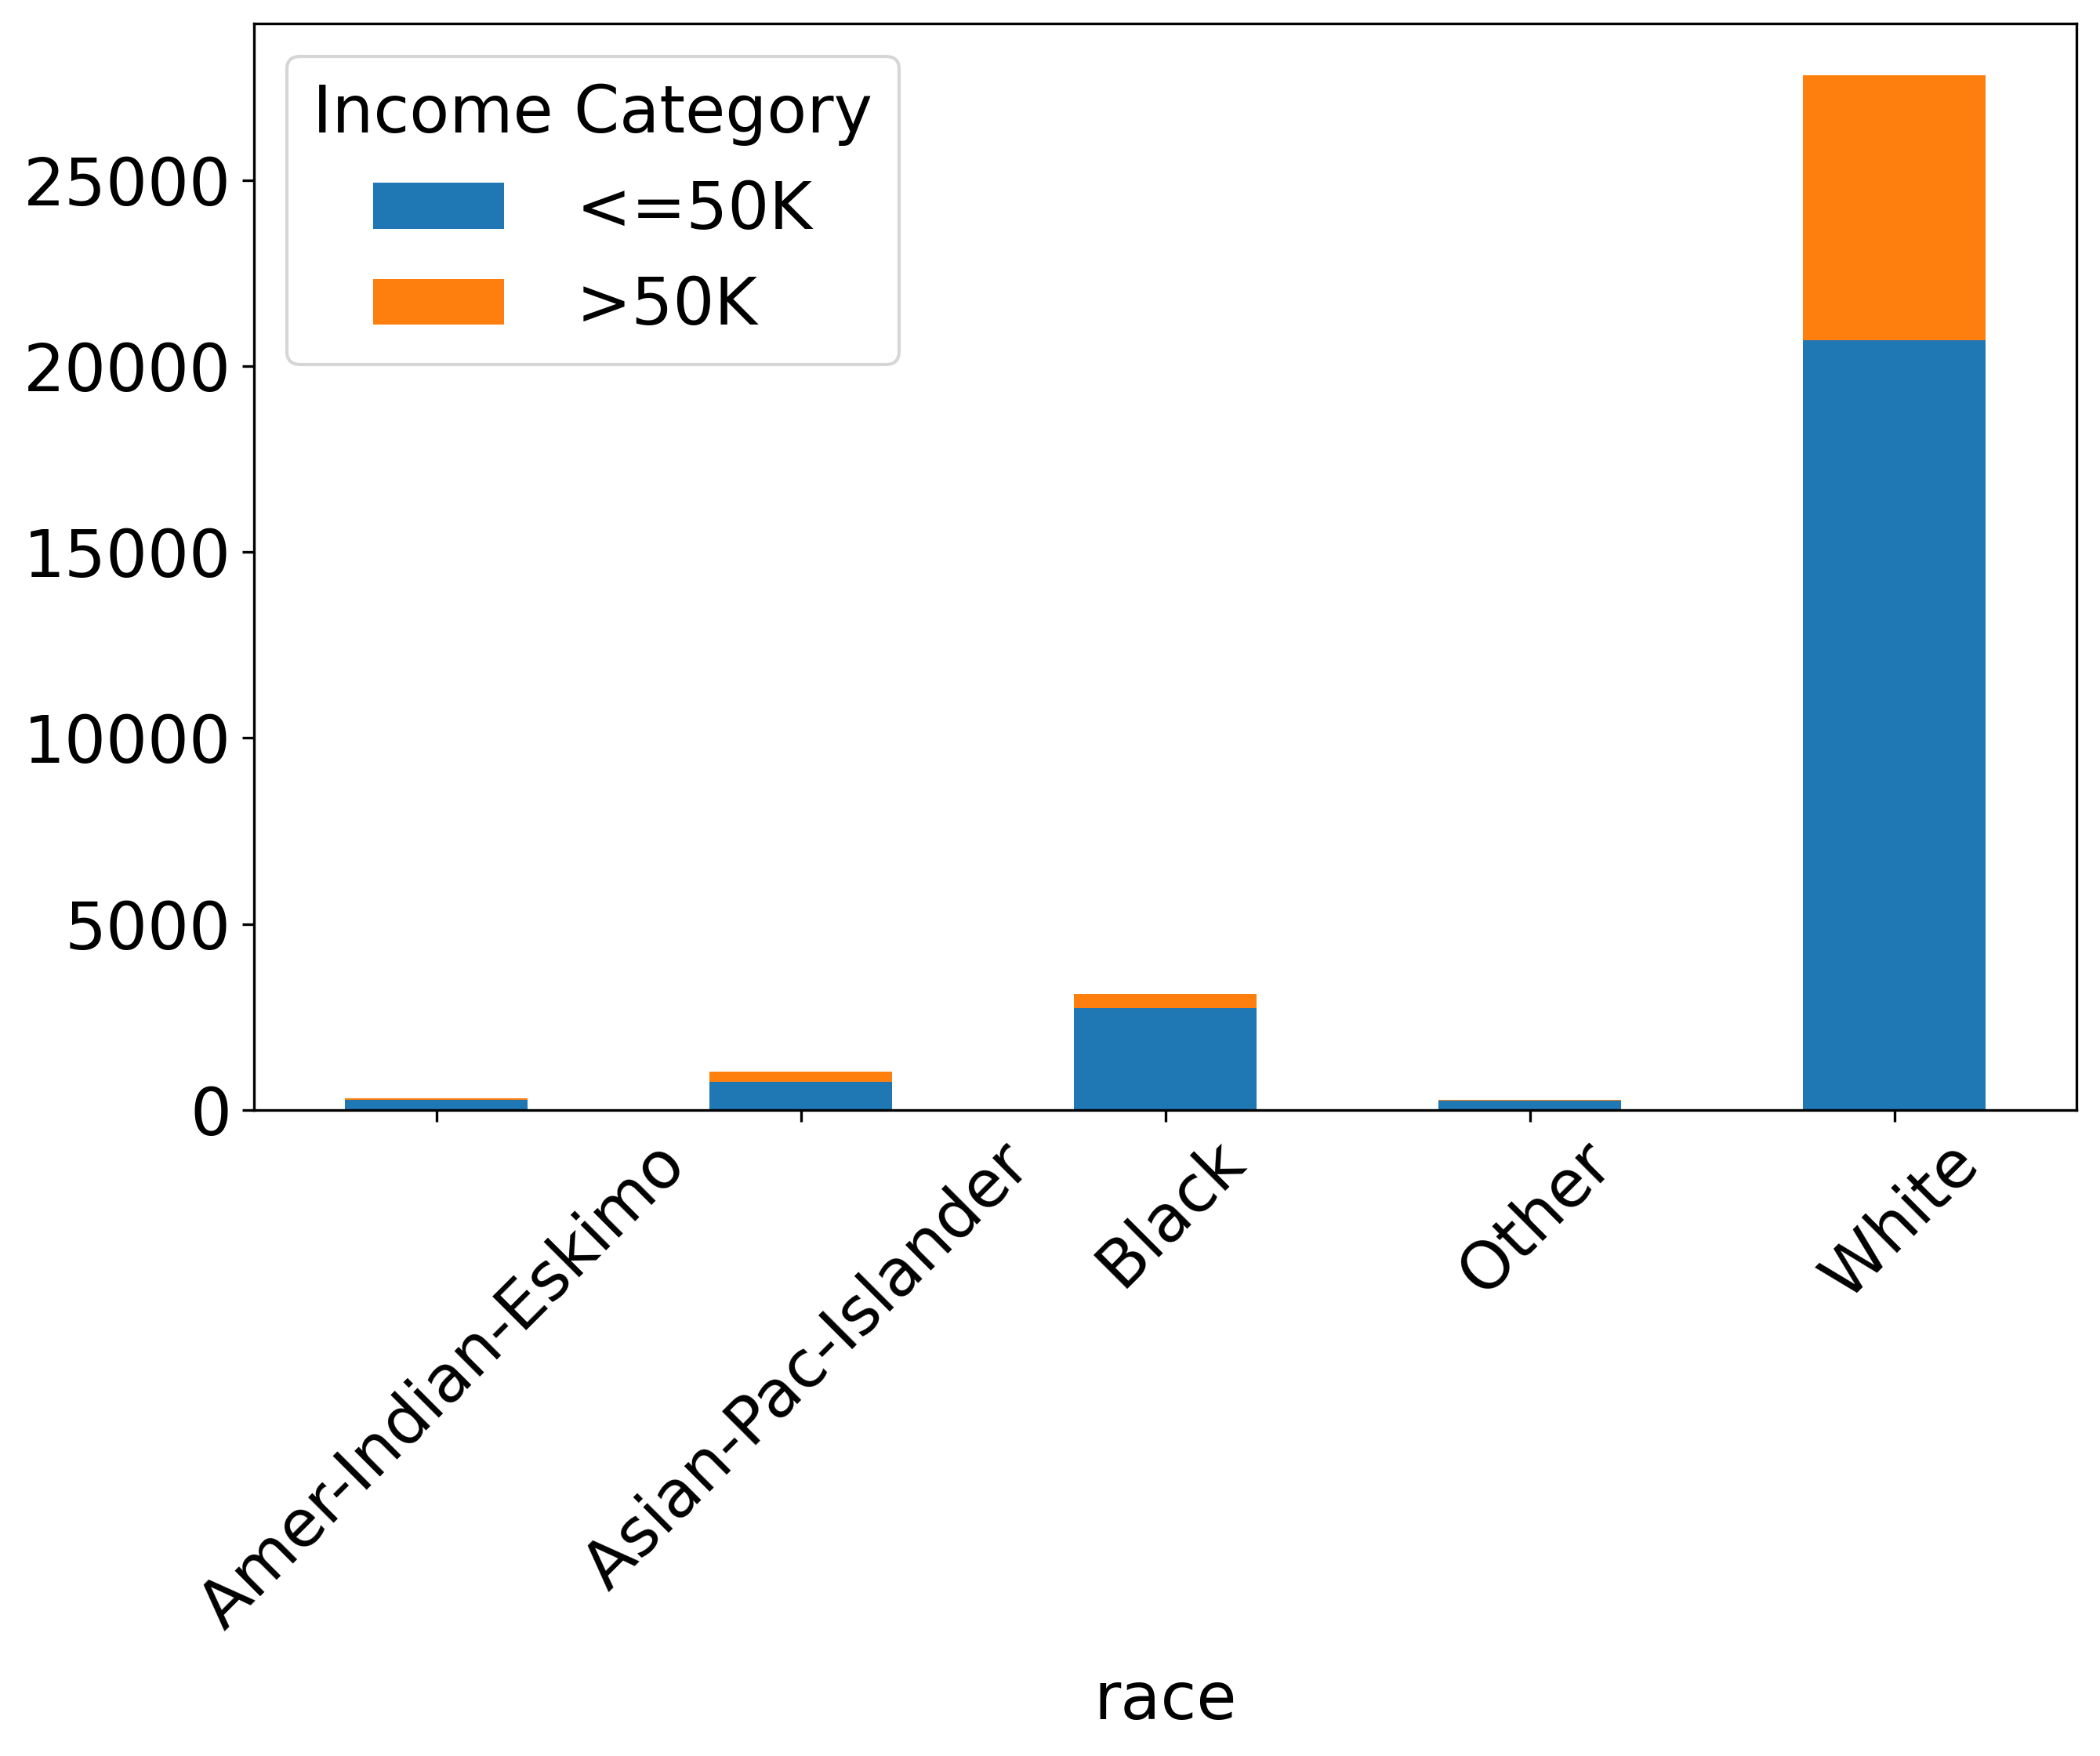 Income Category
<=50K
>50K
25000
20000
15000
10000
5000
0
Amer-Indian-Eskimo
Asian-Pac-Islander
Black
Other
White
race